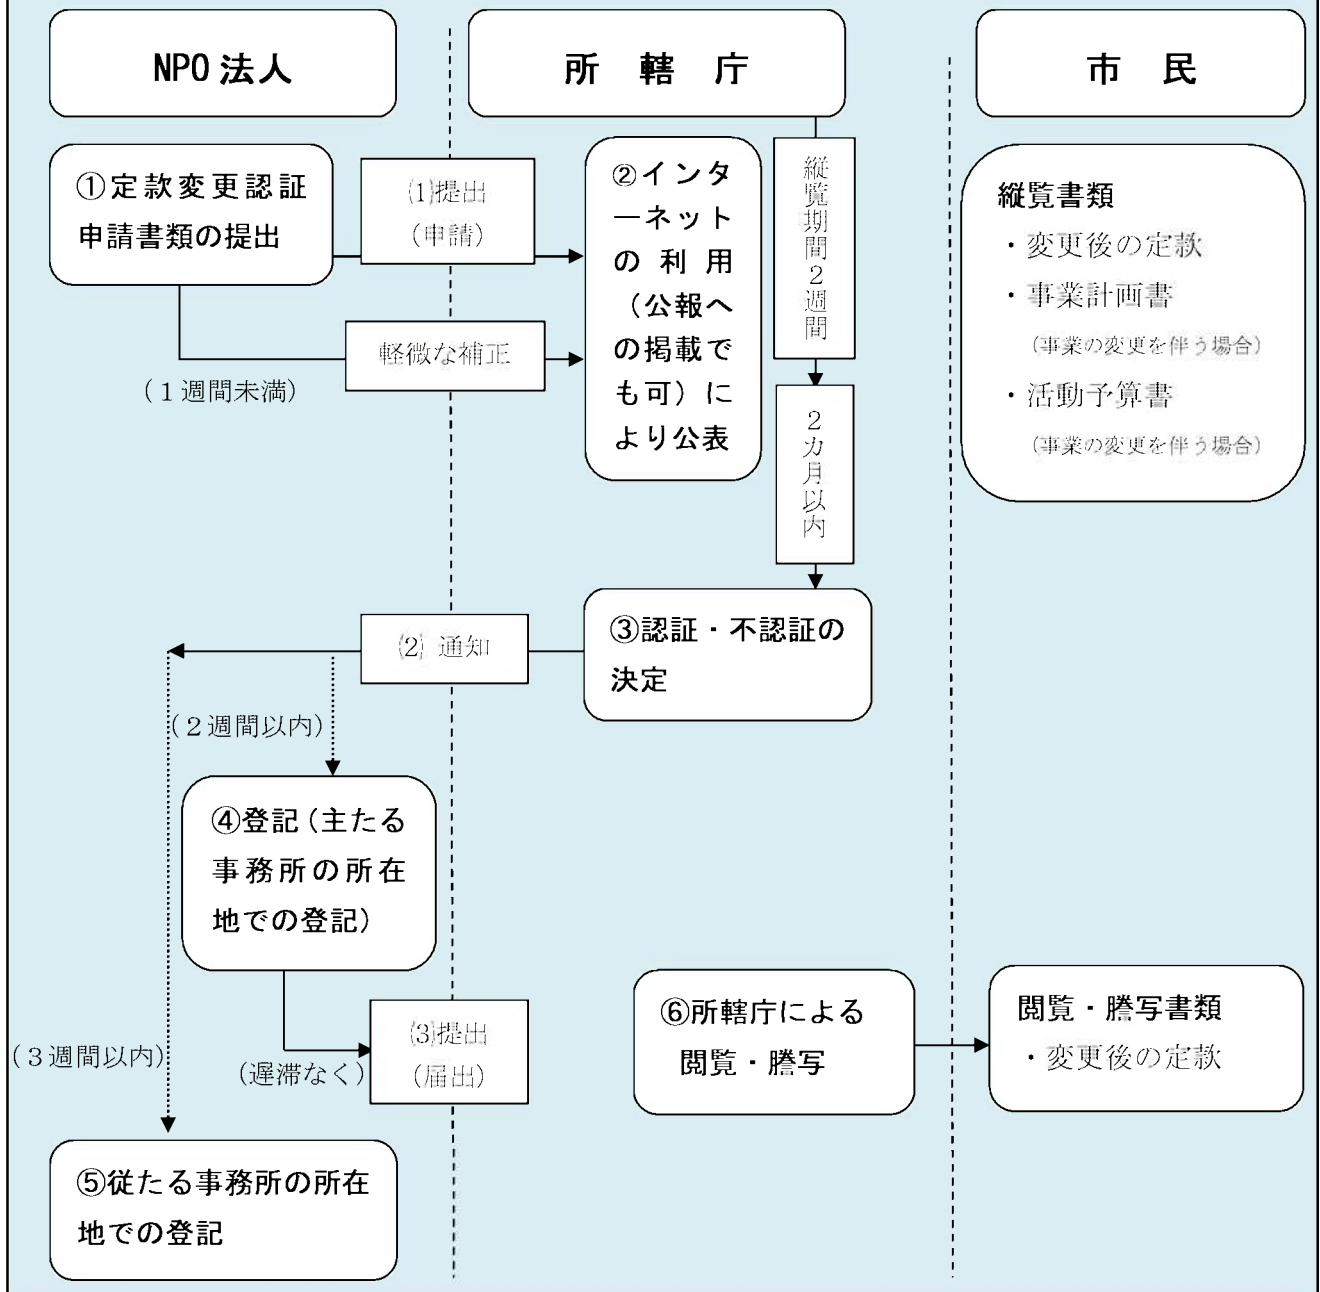 NPO法人
所 轄 庁
市 民
①定款変更認証
申請書類の提出
(1)提出
(申請)
軽微な補正
(1週間未満)
②インタ
ーネット
の利用
(公報へ
の掲載で
も可)に
より公表
縦覧期間2週間
2カ月以内
縦覧書類
・変更後の定款
・事業計画書
(事業の変更を伴う場合)
・活動予算書
(事業の変更を伴う場合)
③認証・不認証の
決定
(2) 通知
(2週間以内)
④登記(主たる
事務所の所在
地での登記)
(3週間以内)
(遅滞なく)
(3)提出
(届出)
⑥所轄庁による
閲覧・謄写
閲覧・謄写書類
・変更後の定款
⑤従たる事務所の所在
地での登記